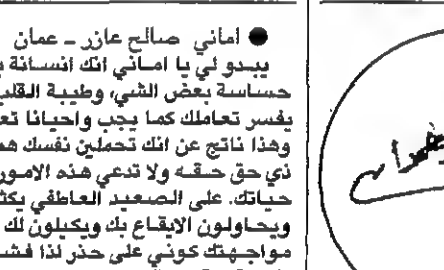 ● اماني صالح عازر ـ عمان
يبدو لي يا اماني انك انسانة
حساسة بعض الشي، وطيبة القلب
يفسر تعاملك كما يجب واحيانا
وهذا ناتج عن انك تحملين نفسك
ذي حق حقه ولا تدعي هذه الامور
حياتك. على الصعيد العاطفي
ويحاولون الايقاع بك ويكيلون لك
مواجهتك كوني على حذر لذا